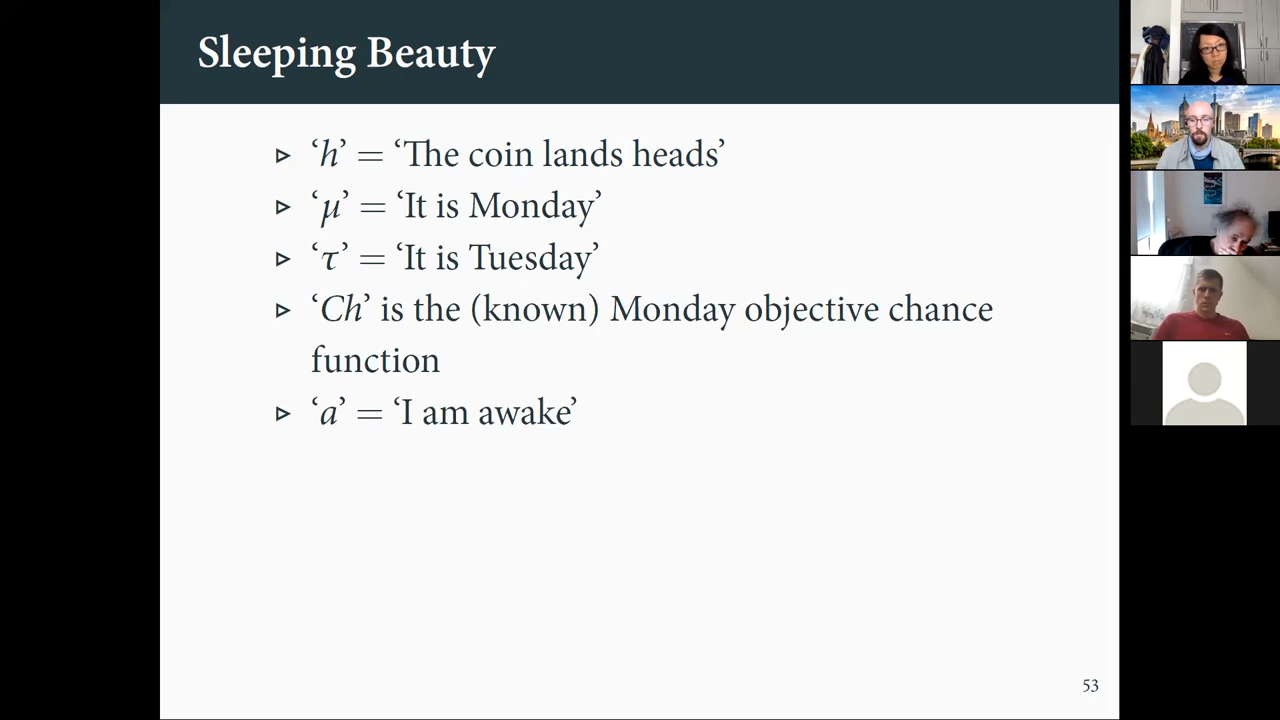 Sleeping Beauty
▹ ‘h’ = ‘The coin lands heads’
▹ ‘μ’ = ‘It is Monday’
▹ ‘τ’ = ‘It is Tuesday’
▹ ‘Ch’ is the (known) Monday objective chance
function
▹ ‘a’ = ‘I am awake’
53